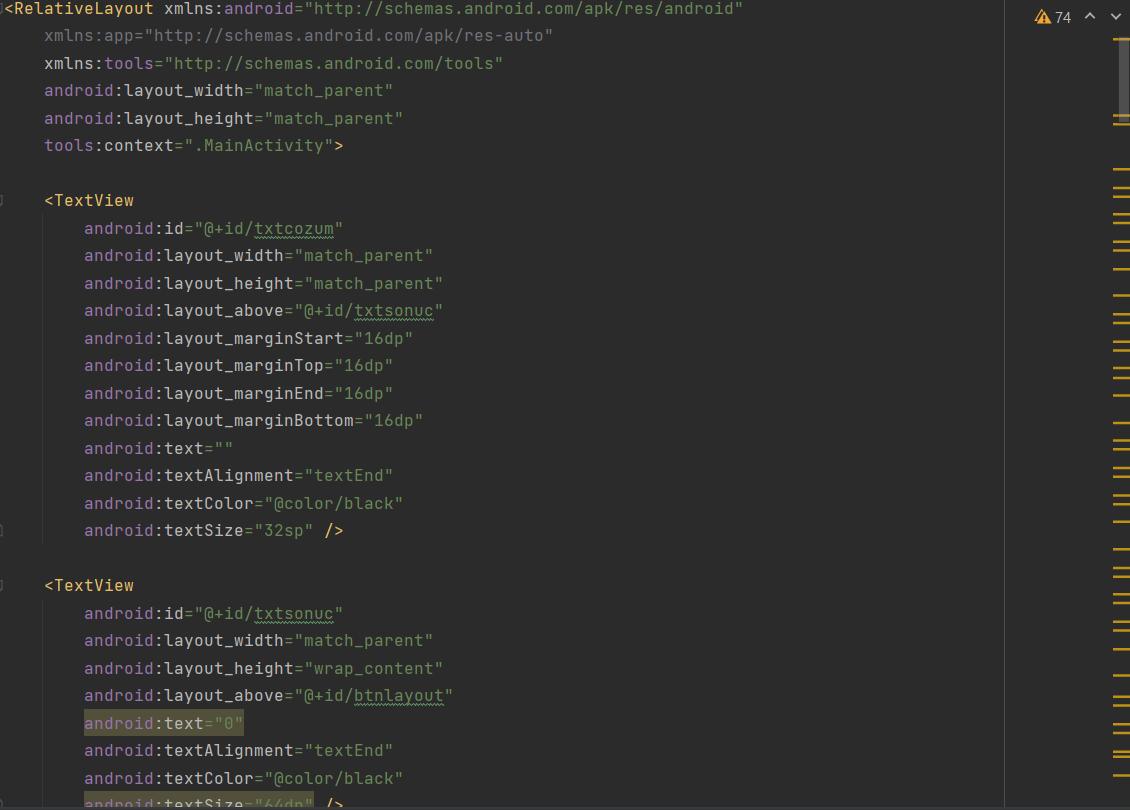 <RelativeLayout xmlns:android="http://schemas.android.com/apk/res/android"
74
xmlns:app="http://schemas.android.com/apk/res-auto"
xmlns:tools="http://schemas.android.com/tools"
android:layout_width="match_parent"
android:layout_height="match_parent"
tools:context=".MainActivity">
<TextView
android:id="@+id/txtcozum"
android:layout_width="match_parent"
android:layout_height="match_parent"
android:layout_above="@+id/txtsonuc"
android:layout_marginStart="16dp"
android:layout_marginTop="16dp"
android:layout_marginEnd="16dp"
android:layout_marginBottom="16dp"
android:text=""
android:textAlignment="textEnd"
android:textColor="@color/black"
android:textSize="32sp" />
<TextView
android:id="@+id/txtsonuc"
android:layout_width="match_parent"
android:layout_height="wrap_content"
android:layout_above="@+id/btnlayout"
android:text="0"
android:textAlignment="textEnd"
android:textColor="@color/black"
android:textSize="64dp" />